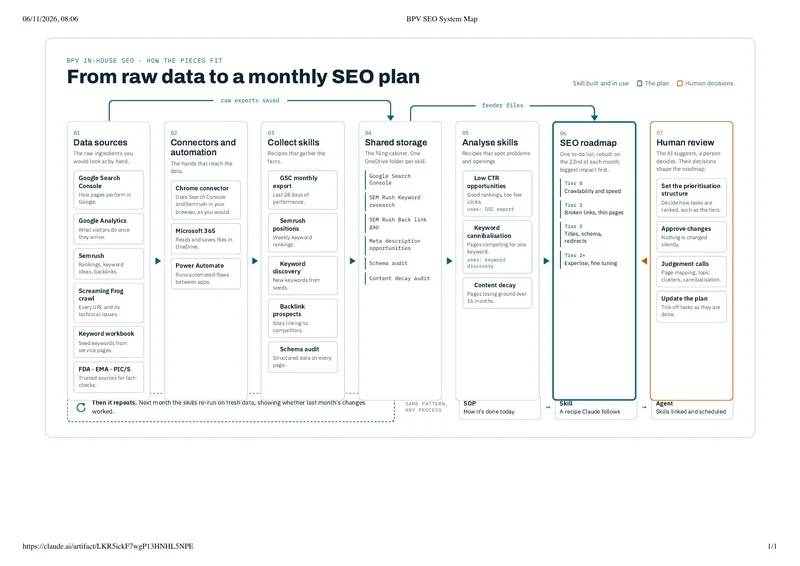 06/11/2026, 08:06
BPV SEO System Map
BPV IN-HOUSE SEO · HOW THE PIECES FIT
From raw data to a monthly SEO plan
Skill built and in use
The plan
Human decisions
raw exports saved
feeder files
01
Data sources
The raw ingredients you
would look at by hand.
Google Search
Console
How pages perform in
Google.
Google Analytics
What visitors do once
they arrive.
Semrush
Rankings, keyword
ideas, backlinks.
Screaming Frog
crawl
Every URL and its
technical issues.
Keyword workbook
Seed keywords from
service pages.
FDA · EMA · PIC/S
Trusted sources for fact-
checks.
02
Connectors and
automation
The hands that reach the
data.
Chrome connector
Uses Search Console
and Semrush in your
browser, as you would.
Microsoft 365
Reads and saves files in
OneDrive.
Power Automate
Runs automated flows
between apps.
03
Collect skills
Recipes that gather the
facts.
GSC monthly
export
Last 28 days of
performance.
Semrush
positions
Weekly keyword
rankings.
Keyword
discovery
New keywords from
seeds.
Backlink
prospects
Sites linking to
competitors.
Schema audit
Structured data on every
page.
04
Shared storage
The filing cabinet. One
OneDrive folder per skill.
Google Search
Console
SEM Rush Keyword
research
SEM Rush Back link
gap
Meta description
opportunities
Schema audit
Content decay audit
05
Analyse skills
Recipes that spot problems
and openings.
Low CTR
opportunities
Good rankings, too few
clicks.
uses: GSC export
Keyword
cannibalisation
Pages competing for one
keyword.
uses: keyword
discovery
Content decay
Pages losing ground over
16 months.
06
SEO roadmap
One to-do list, rebuilt on
the 22nd of each month,
biggest impact first.
Tier 0
Crawlability and speed
Tier 1
Broken links, thin pages
Tier 2
Titles, schema,
redirects
Tier 2+
Expertise, fine tuning
07
Human review
The AI suggests, a person
decides. Their decisions
shape the roadmap.
Set the prioritisation
structure
Decide how tasks are
ranked, such as the tiers.
Approve changes
Nothing is changed
silently.
Judgement calls
Page mapping, topic
clusters, cannibalisation.
Update the plan
Tick off tasks as they are
done.
Then it repeats. Next month the skills re-run on fresh data, showing whether last month's changes
worked.
SAME PATTERN,
ANY PROCESS
SOP
How it's done today
→
Skill
A recipe Claude follows
→
Agent
Skills linked and scheduled
https://claude.ai/artifact/LKR5ickF7wgP13HNHL5NPE
1/1